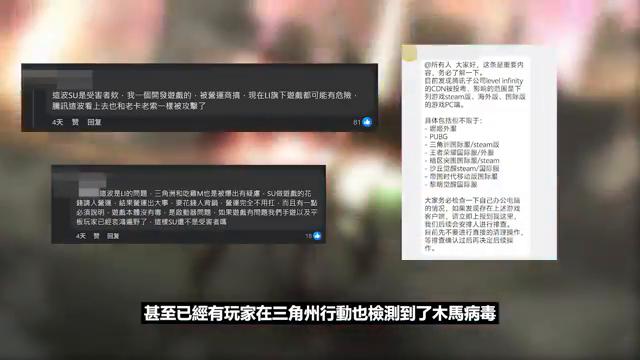 這波SU是受害者欸，我一個開發遊戲的，被營運商搞，現在LI旗下遊戲都可能有危險，
騰訊這波看上去也和老卡老索一樣被攻擊了
4天 赞 回复
81
這波是LI的問題，三角洲和吃雞M也是被爆出有疑慮，SU做遊戲的花
錢請人營運，結果營運出大事，要花錢人背鍋，營運完全不用扛，而且有一點
必須說明，遊戲本體沒有毒，是啟動器問題，如果遊戲有問題我們手遊以及平
板玩家已經哀鴻遍野了，這樣SU還不是受害者嗎
4天 赞 回复
18
@所有人 大家好，这条是重要内
容，务必了解一下。
目前发现腾讯子公司level infinity
的CDN被投毒，影响的范围是下
列游戏steam版、海外版、国际版
的游戏PC端。
具体包括但不限于：
- 妮姬外服
- PUBG
- 三角洲国际服/steam版
- 王者荣耀国际服/外服
- 暗区突围国际服/steam
- 沙丘觉醒steam/国际服
- 帝国时代移动版国际服
- 黎明觉醒国际服
大家务必检查一下自己办公电脑
的情况，如果发现存在上述游戏
客户端，请立即上报到我这里，
我们后续会安排人进行排查。
目前先不要进行直接的清理操作，
等排查确认过后再决定后续操
作。
甚至已經有玩家在三角州行動也檢測到了木馬病毒